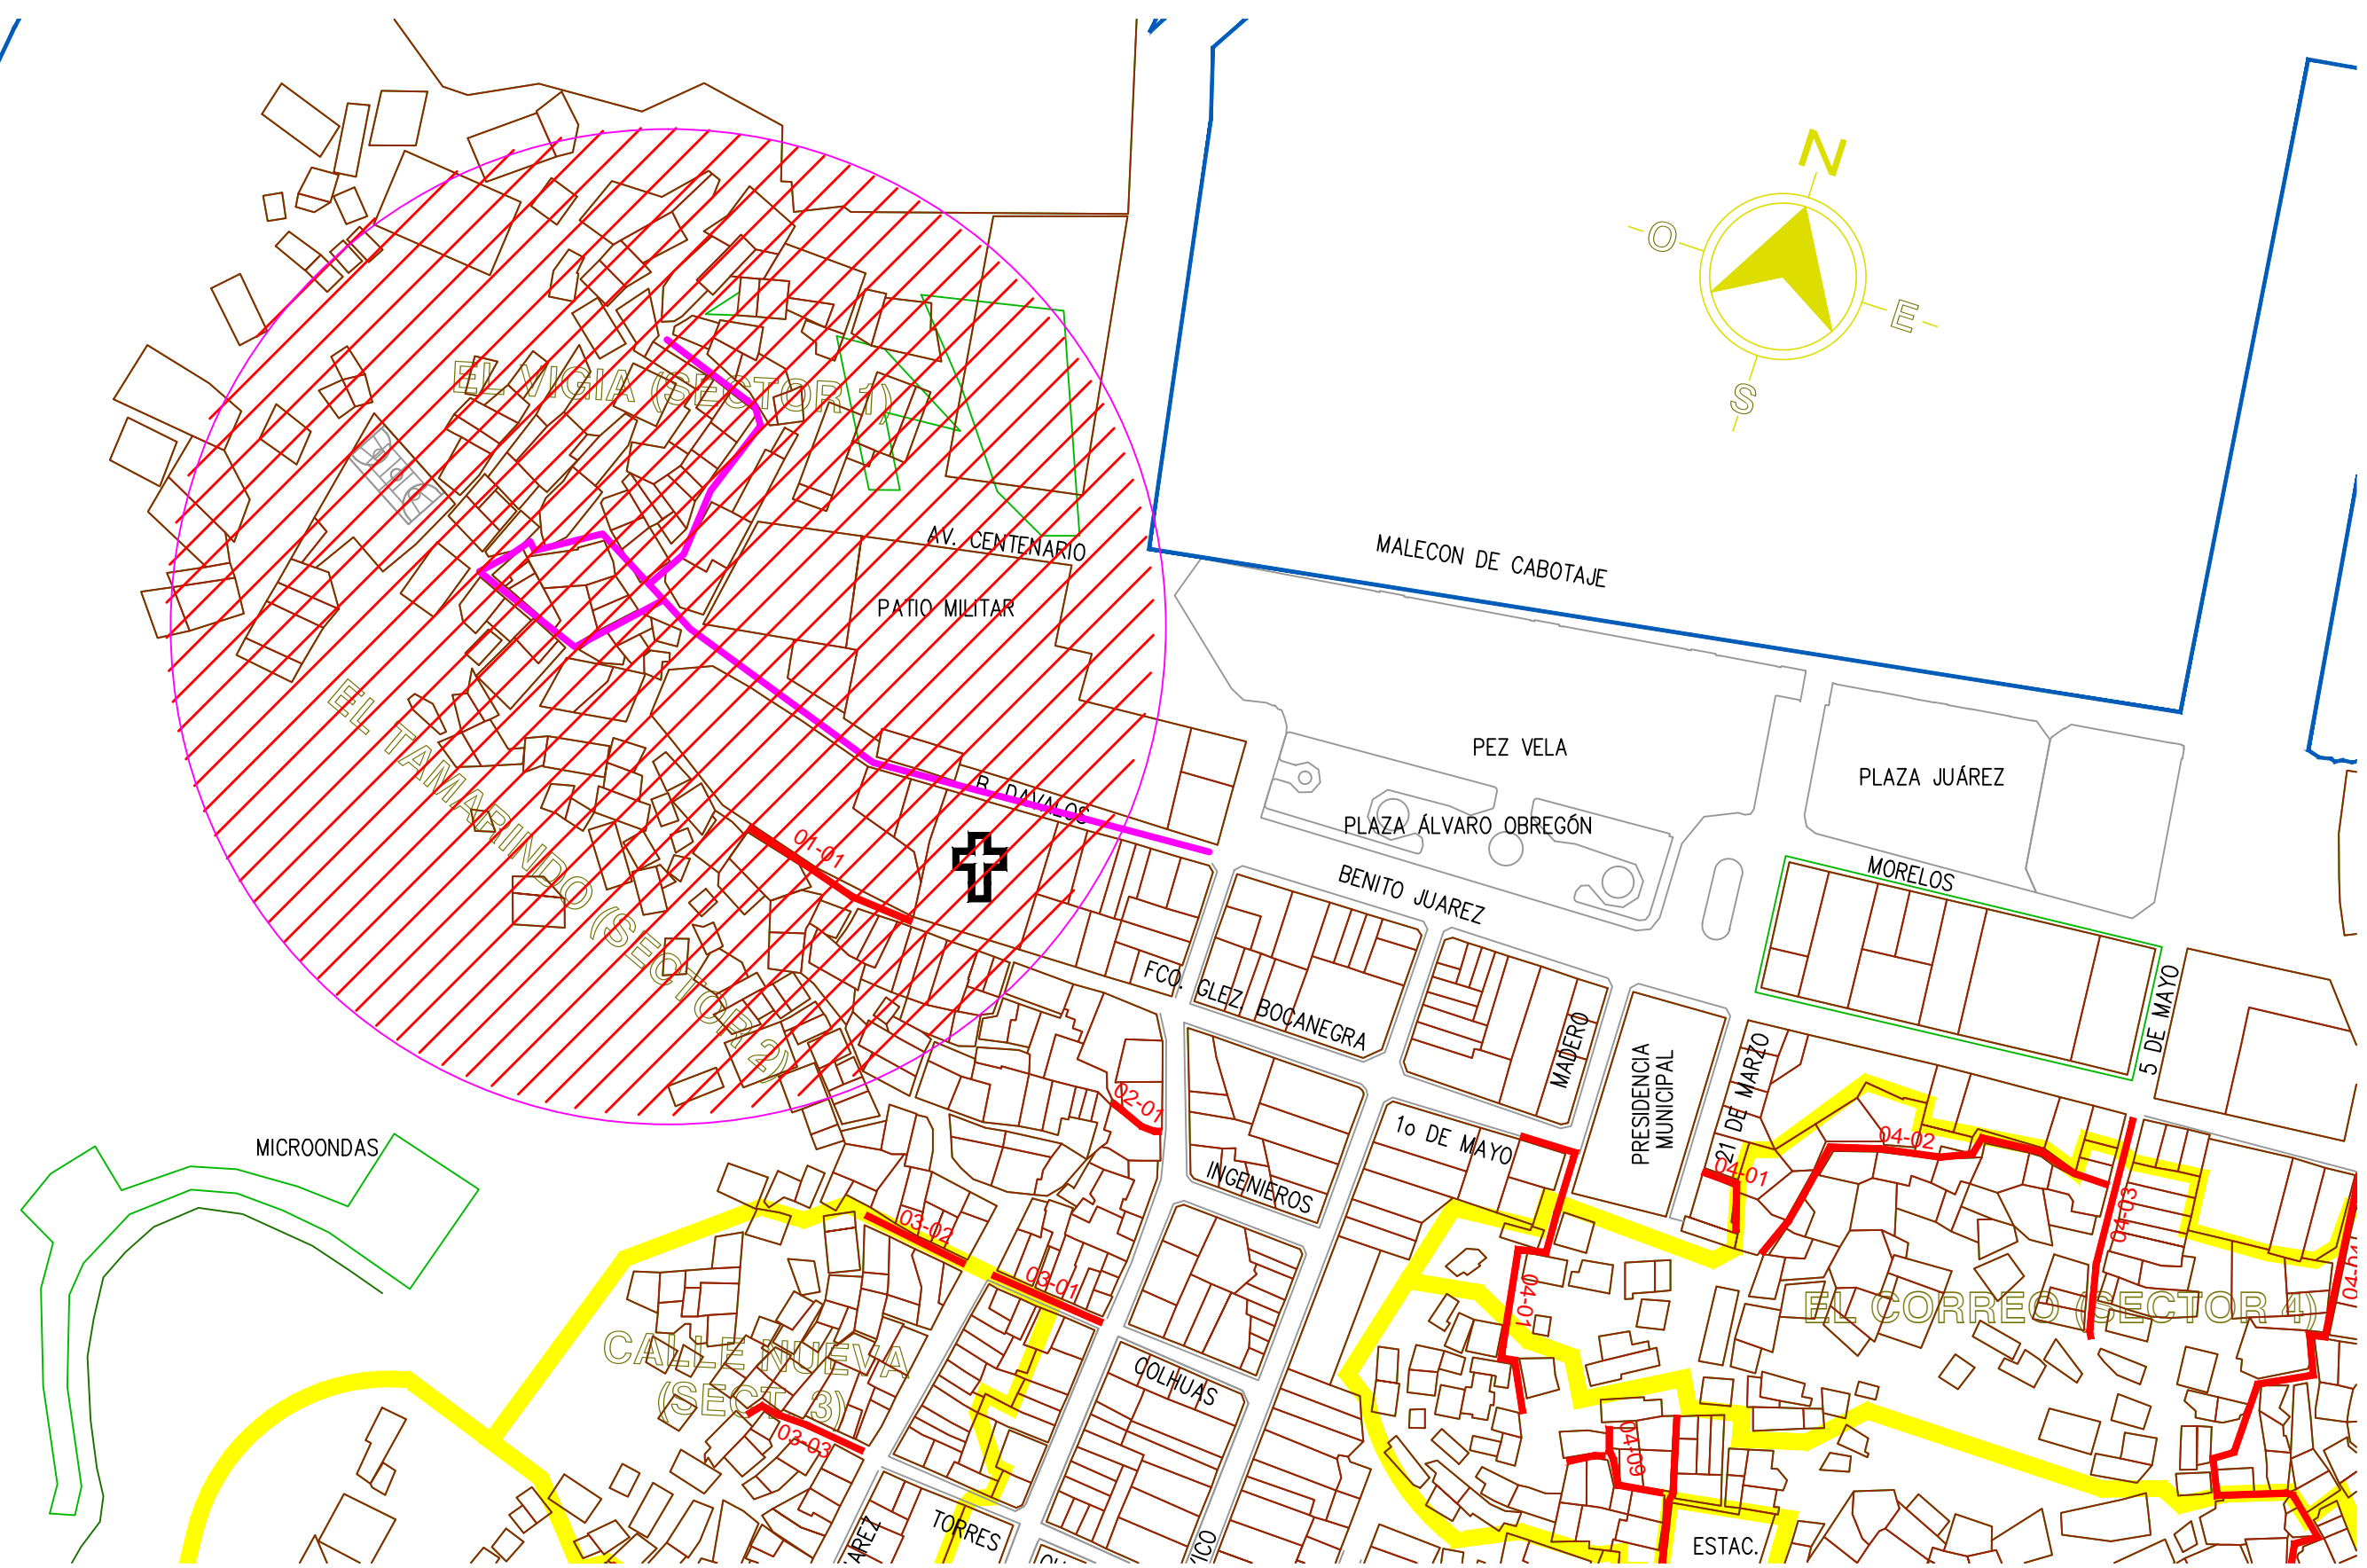 N
O
E
S
EL VIGIA (SECTOR 1)
AV. CENTENARIO
MALECON DE CABOTAJE
PATIO MILITAR
EL TAMARINDO (SECTOR 2)
PEZ VELA
PLAZA JUÁREZ
B. DAVALOS
PLAZA ÁLVARO OBREGÓN
01-01
BENITO JUAREZ
MORELOS
FCO. GLEZ. BOCANEGRA
5 DE MAYO
MADERO
PRESIDENCIA
MUNICIPAL
21 DE MARZO
02-01
MICROONDAS
1o DE MAYO
04-02
04-01
INGENIEROS
03-02
04-03
03-01
04-01
EL CORREO (SECTOR 4)
CALLE NUEVA
(SECT. 3)
COLHUAS
03-03
04-09
TORRES
ESTAC.